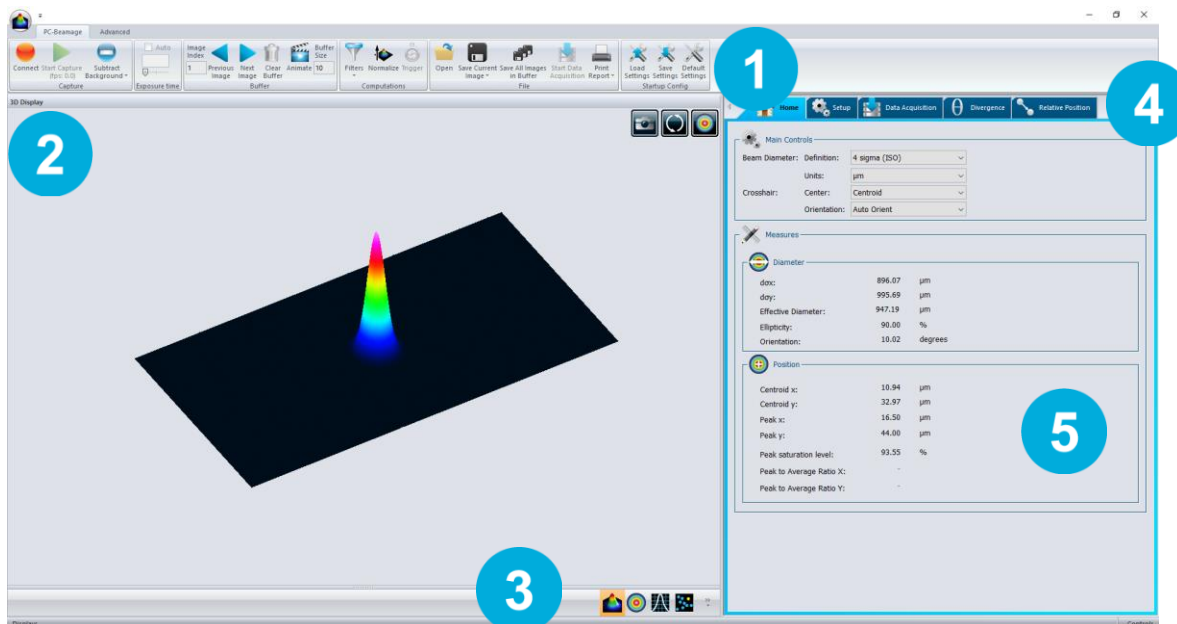 PC-Beamage Advanced
Connect Start Capture (fps: 0.0) Subtract Background
Capture
Auto
0
Exposure time
Image Index
1
Previous Image
Next Image
Clear Buffer
Animate
Buffer Size
10
Buffer
Filters Normalize Trigger
Computations
Open Save Current Image Save All Images in Buffer Start Data Acquisition Print Report
File
Load Settings Save Settings Default Settings
Startup Config
1
3D Display
2
Home Setup Data Acquisition Divergence Relative Position
4
Main Controls
Beam Diameter: Definition: 4 sigma (ISO)
Units: µm
Crosshair: Center: Centroid
Orientation: Auto Orient
Measures
Diameter
dσx: 896.07 µm
dσy: 995.69 µm
Effective Diameter: 947.19 µm
Ellipticity: 90.00 %
Orientation: 10.02 degrees
Position
Centroid x: 10.94 µm
Centroid y: 32.97 µm
Peak x: 16.50 µm
Peak y: 44.00 µm
Peak saturation level: 93.55 %
Peak to Average Ratio X: -
Peak to Average Ratio Y: -
5
3
Displays
Controls